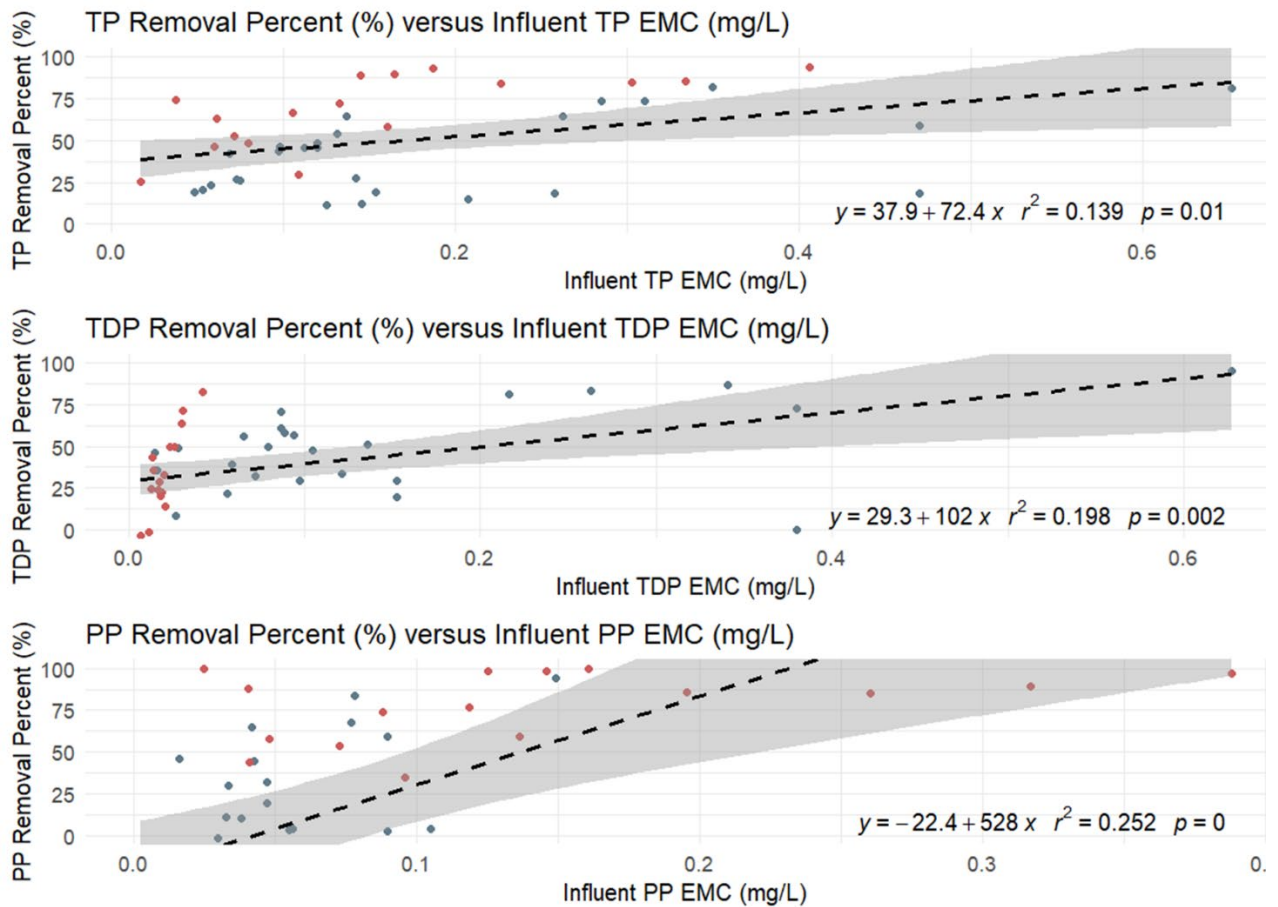 TP Removal Percent (%) versus Influent TP EMC (mg/L)
TP Removal Percent (%)
100
75
50
25
0
y = 37.9 + 72.4 x r² = 0.139 p = 0.01
0.0 0.2 0.4 0.6
Influent TP EMC (mg/L)
TDP Removal Percent (%) versus Influent TDP EMC (mg/L)
TDP Removal Percent (%)
100
75
50
25
0
y = 29.3 + 102 x r² = 0.198 p = 0.002
0.0 0.2 0.4 0.6
Influent TDP EMC (mg/L)
PP Removal Percent (%) versus Influent PP EMC (mg/L)
PP Removal Percent (%)
100
75
50
25
0
y = −22.4 + 528 x r² = 0.252 p = 0
0.0 0.1 0.2 0.3
Influent PP EMC (mg/L)